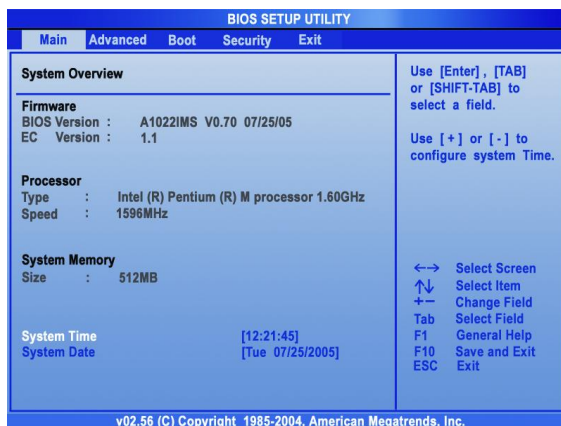 BIOS SETUP UTILITY
Main Advanced Boot Security Exit
System Overview
Firmware
BIOS Version : A1022IMS V0.70 07/25/05
EC Version : 1.1
Processor
Type : Intel (R) Pentium (R) M processor 1.60GHz
Speed : 1596MHz
System Memory
Size : 512MB
System Time [12:21:45]
System Date [Tue 07/25/2005]
Use [Enter], [TAB]
or [SHIFT-TAB] to
select a field.
Use [+] or [-] to
configure system Time.
←→ Select Screen
↑↓ Select Item
+− Change Field
Tab Select Field
F1 General Help
F10 Save and Exit
ESC Exit
v02.56 (C) Copyright 1985-2004, American Megatrends, Inc.